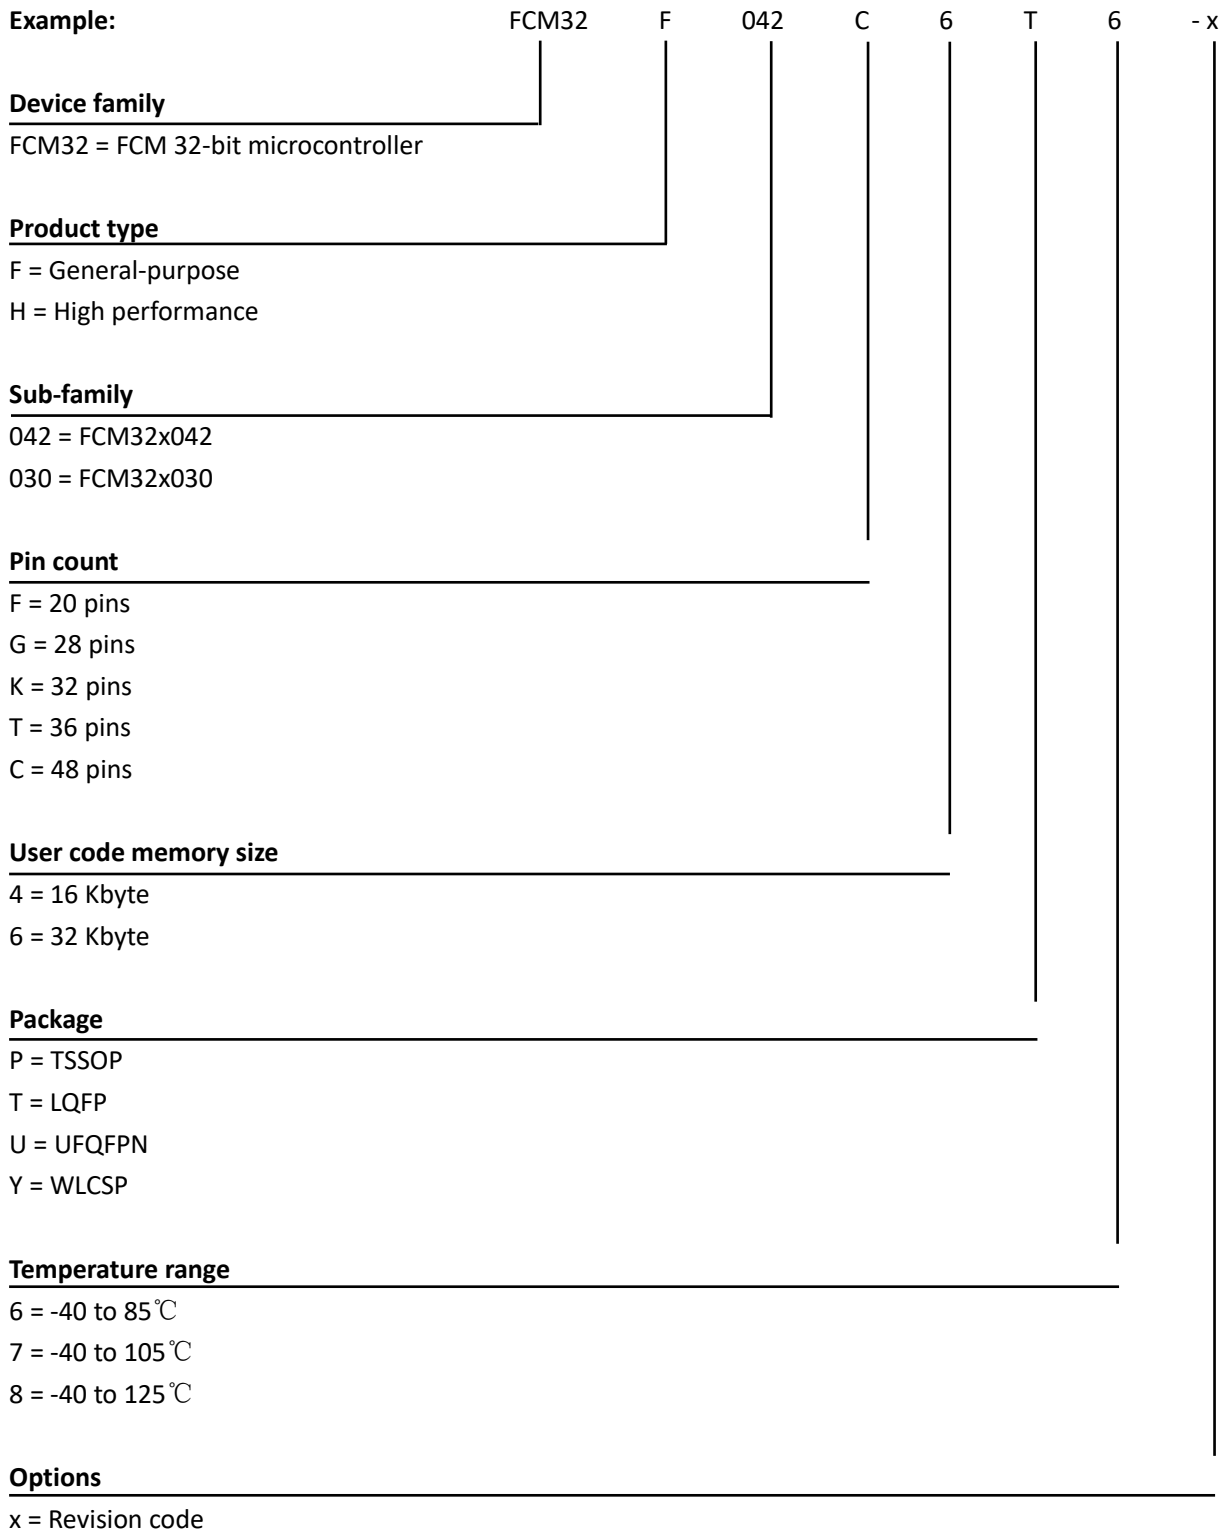 Example: FCM32 F 042 C 6 T 6 - x
Device family
FCM32 = FCM 32-bit microcontroller
Product type
F = General-purpose
H = High performance
Sub-family
042 = FCM32x042
030 = FCM32x030
Pin count
F = 20 pins
G = 28 pins
K = 32 pins
T = 36 pins
C = 48 pins
User code memory size
4 = 16 Kbyte
6 = 32 Kbyte
Package
P = TSSOP
T = LQFP
U = UFQFPN
Y = WLCSP
Temperature range
6 = -40 to 85℃
7 = -40 to 105℃
8 = -40 to 125℃
Options
x = Revision code